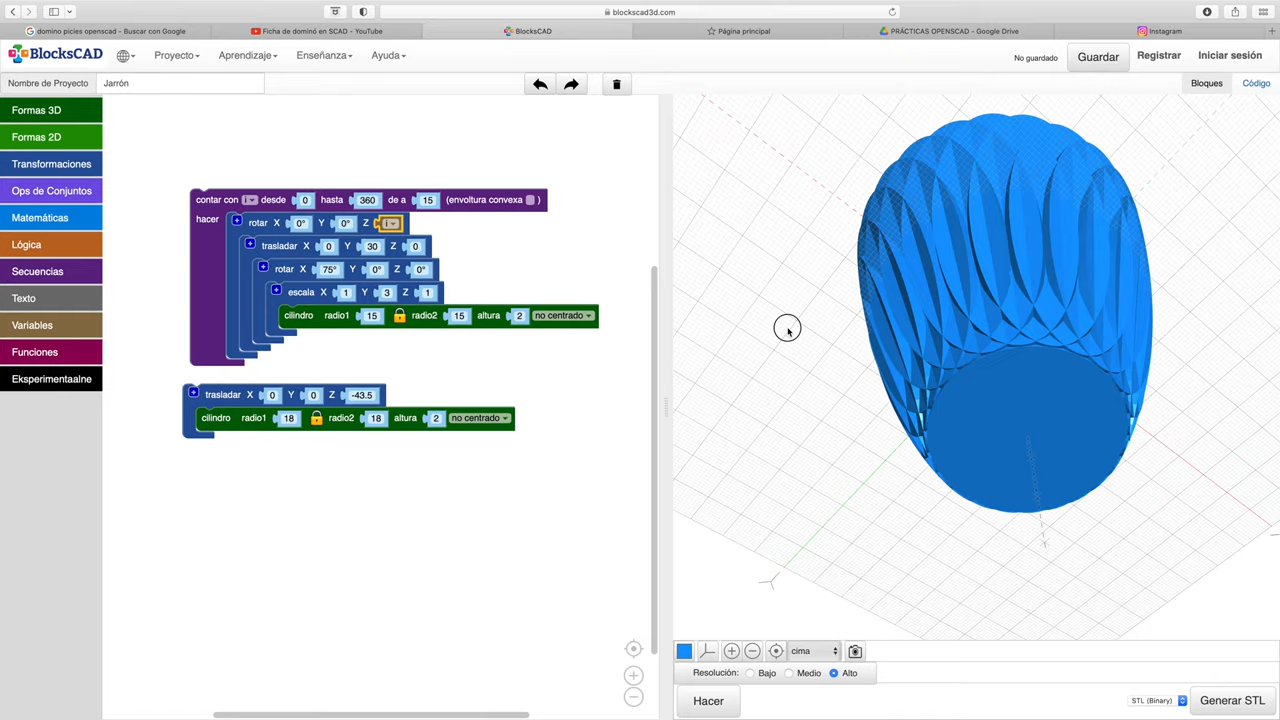 blockscad3d.com
domino picies openscad - Buscar con Google
Ficha de dominó en SCAD - YouTube
BlocksCAD
Página principal
PRÁCTICAS OPENSCAD - Google Drive
Instagram
BlocksCAD
Proyecto
Aprendizaje
Enseñanza
Ayuda
No guardado
Guardar
Registrar
Iniciar sesión
Nombre de Proyecto
Jarrón
Bloques
Código
Formas 3D
Formas 2D
Transformaciones
Ops de Conjuntos
Matemáticas
Lógica
Secuencias
Texto
Variables
Funciones
Eksperimentaalne
contar con i desde 0 hasta 360 de a 15 (envoltura convexa )
hacer
rotar X 0° Y 0° Z i
trasladar X 0 Y 30 Z 0
rotar X 75° Y 0° Z 0°
escala X 1 Y 3 Z 1
cilindro radio1 15 radio2 15 altura 2 no centrado
trasladar X 0 Y 0 Z -43.5
cilindro radio1 18 radio2 18 altura 2 no centrado
cima
Resolución: Bajo Medio Alto
Hacer
STL (Binary)
Generar STL